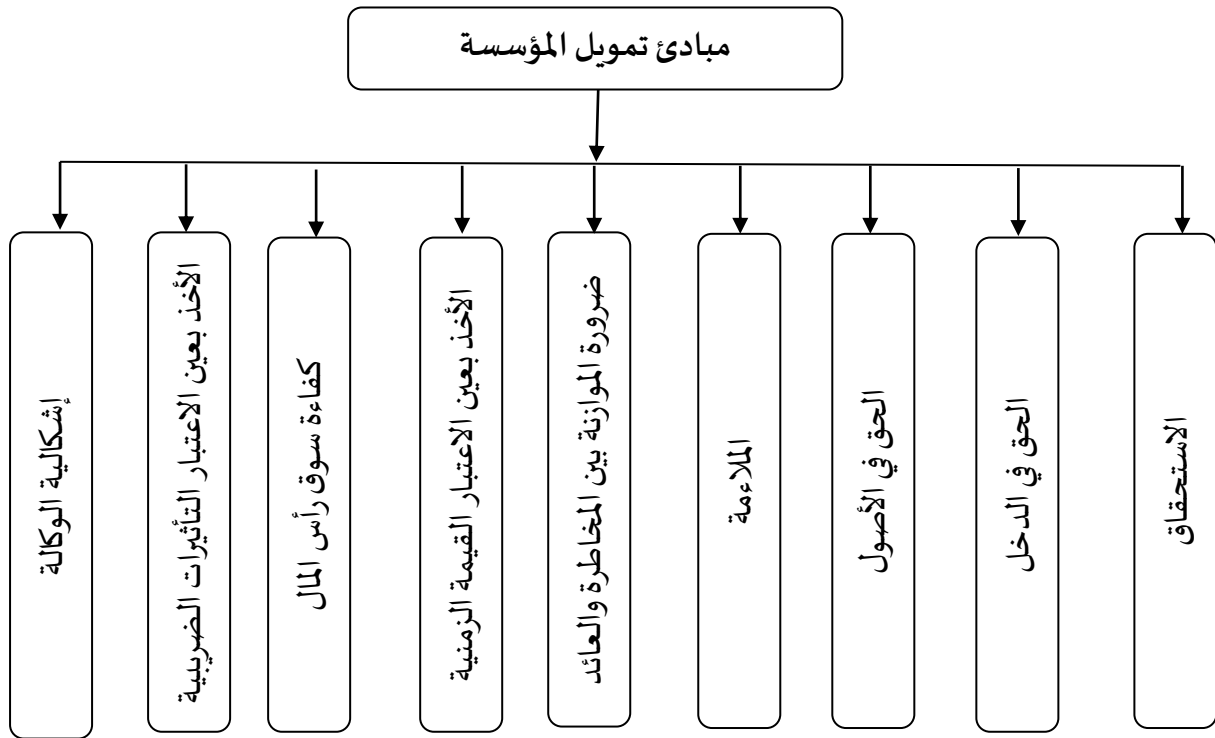 مبادئ تمويل المؤسسة
الاستحقاق
الحق في الدخل
الحق في الأصول
الملاءمة
ضرورة الموازنة بين المخاطرة والعائد
الأخذ بعين الاعتبار القيمة الزمنية
كفاءة سوق رأس المال
الأخذ بعين الاعتبار التأثيرات الضريبية
إشكالية الوكالة